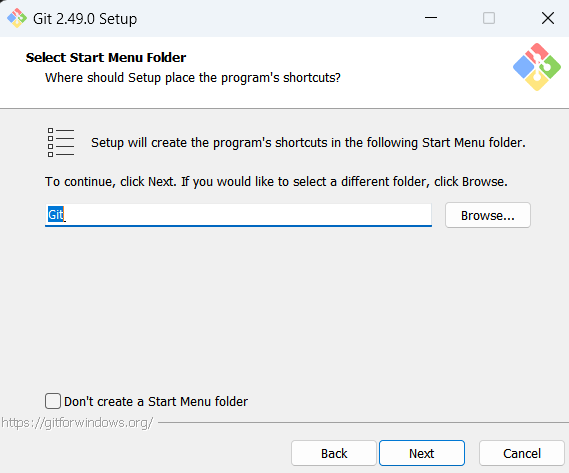 Git 2.49.0 Setup
Select Start Menu Folder
Where should Setup place the program's shortcuts?
Setup will create the program's shortcuts in the following Start Menu folder.
To continue, click Next. If you would like to select a different folder, click Browse.
Git
Browse...
Don't create a Start Menu folder
https://gitforwindows.org/
Back
Next
Cancel